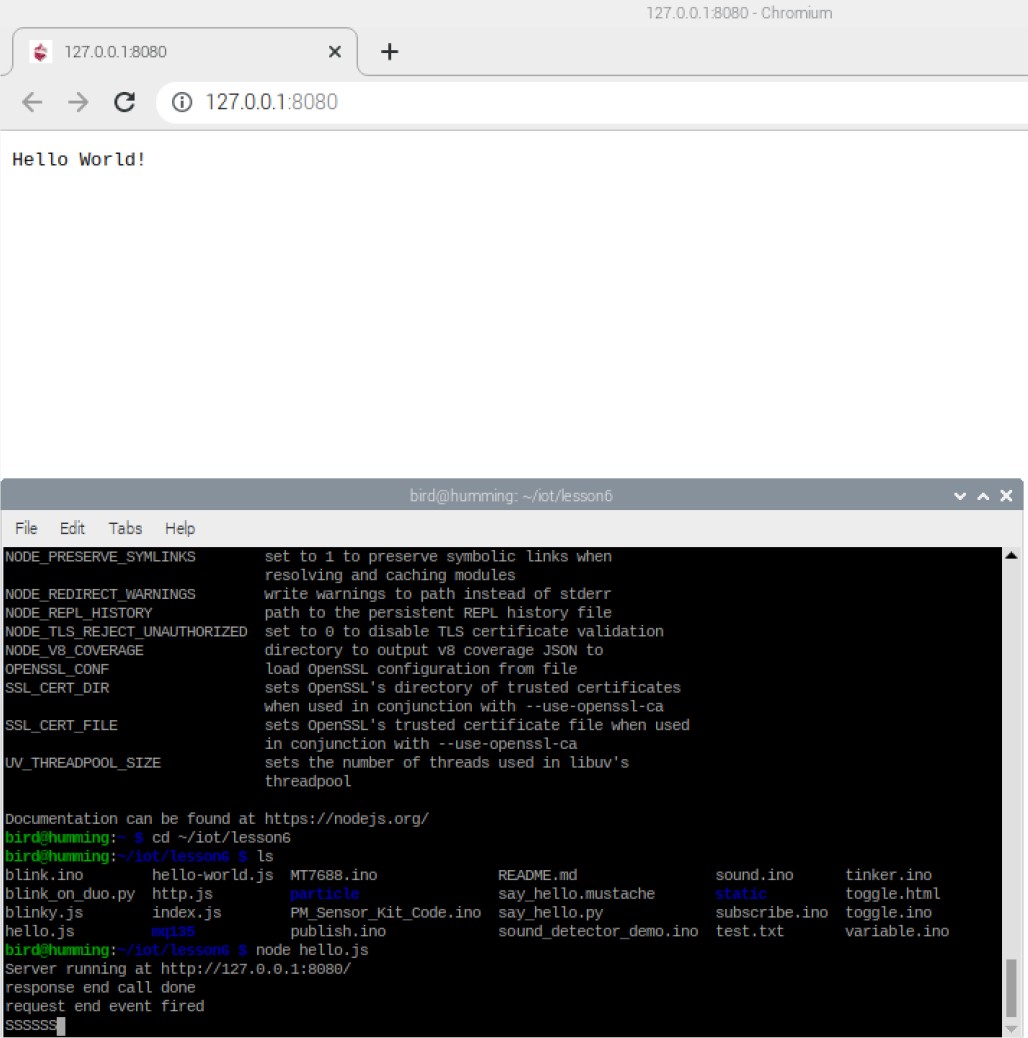 127.0.0.1:8080 - Chromium
127.0.0.1:8080
127.0.0.1:8080
Hello World!
bird@humming: ~/iot/lesson6
File Edit Tabs Help
NODE_PRESERVE_SYMLINKS set to 1 to preserve symbolic links when
resolving and caching modules
NODE_REDIRECT_WARNINGS write warnings to path instead of stderr
NODE_REPL_HISTORY path to the persistent REPL history file
NODE_TLS_REJECT_UNAUTHORIZED set to 0 to disable TLS certificate validation
NODE_V8_COVERAGE directory to output v8 coverage JSON to
OPENSSL_CONF load OpenSSL configuration from file
SSL_CERT_DIR sets OpenSSL's directory of trusted certificates
when used in conjunction with --use-openssl-ca
SSL_CERT_FILE sets OpenSSL's trusted certificate file when used
in conjunction with --use-openssl-ca
UV_THREADPOOL_SIZE sets the number of threads used in libuv's
threadpool
Documentation can be found at https://nodejs.org/
bird@humming:~ $ cd ~/iot/lesson6
bird@humming:~/iot/lesson6 $ ls
blink.ino hello-world.js MT7688.ino README.md sound.ino tinker.ino
blink_on_duo.py http.js particle say_hello.mustache static toggle.html
blinky.js index.js PM_Sensor_Kit_Code.ino say_hello.py subscribe.ino toggle.ino
hello.js mq135 publish.ino sound_detector_demo.ino test.txt variable.ino
bird@humming:~/iot/lesson6 $ node hello.js
Server running at http://127.0.0.1:8080/
response end call done
request end event fired
SSSSSS